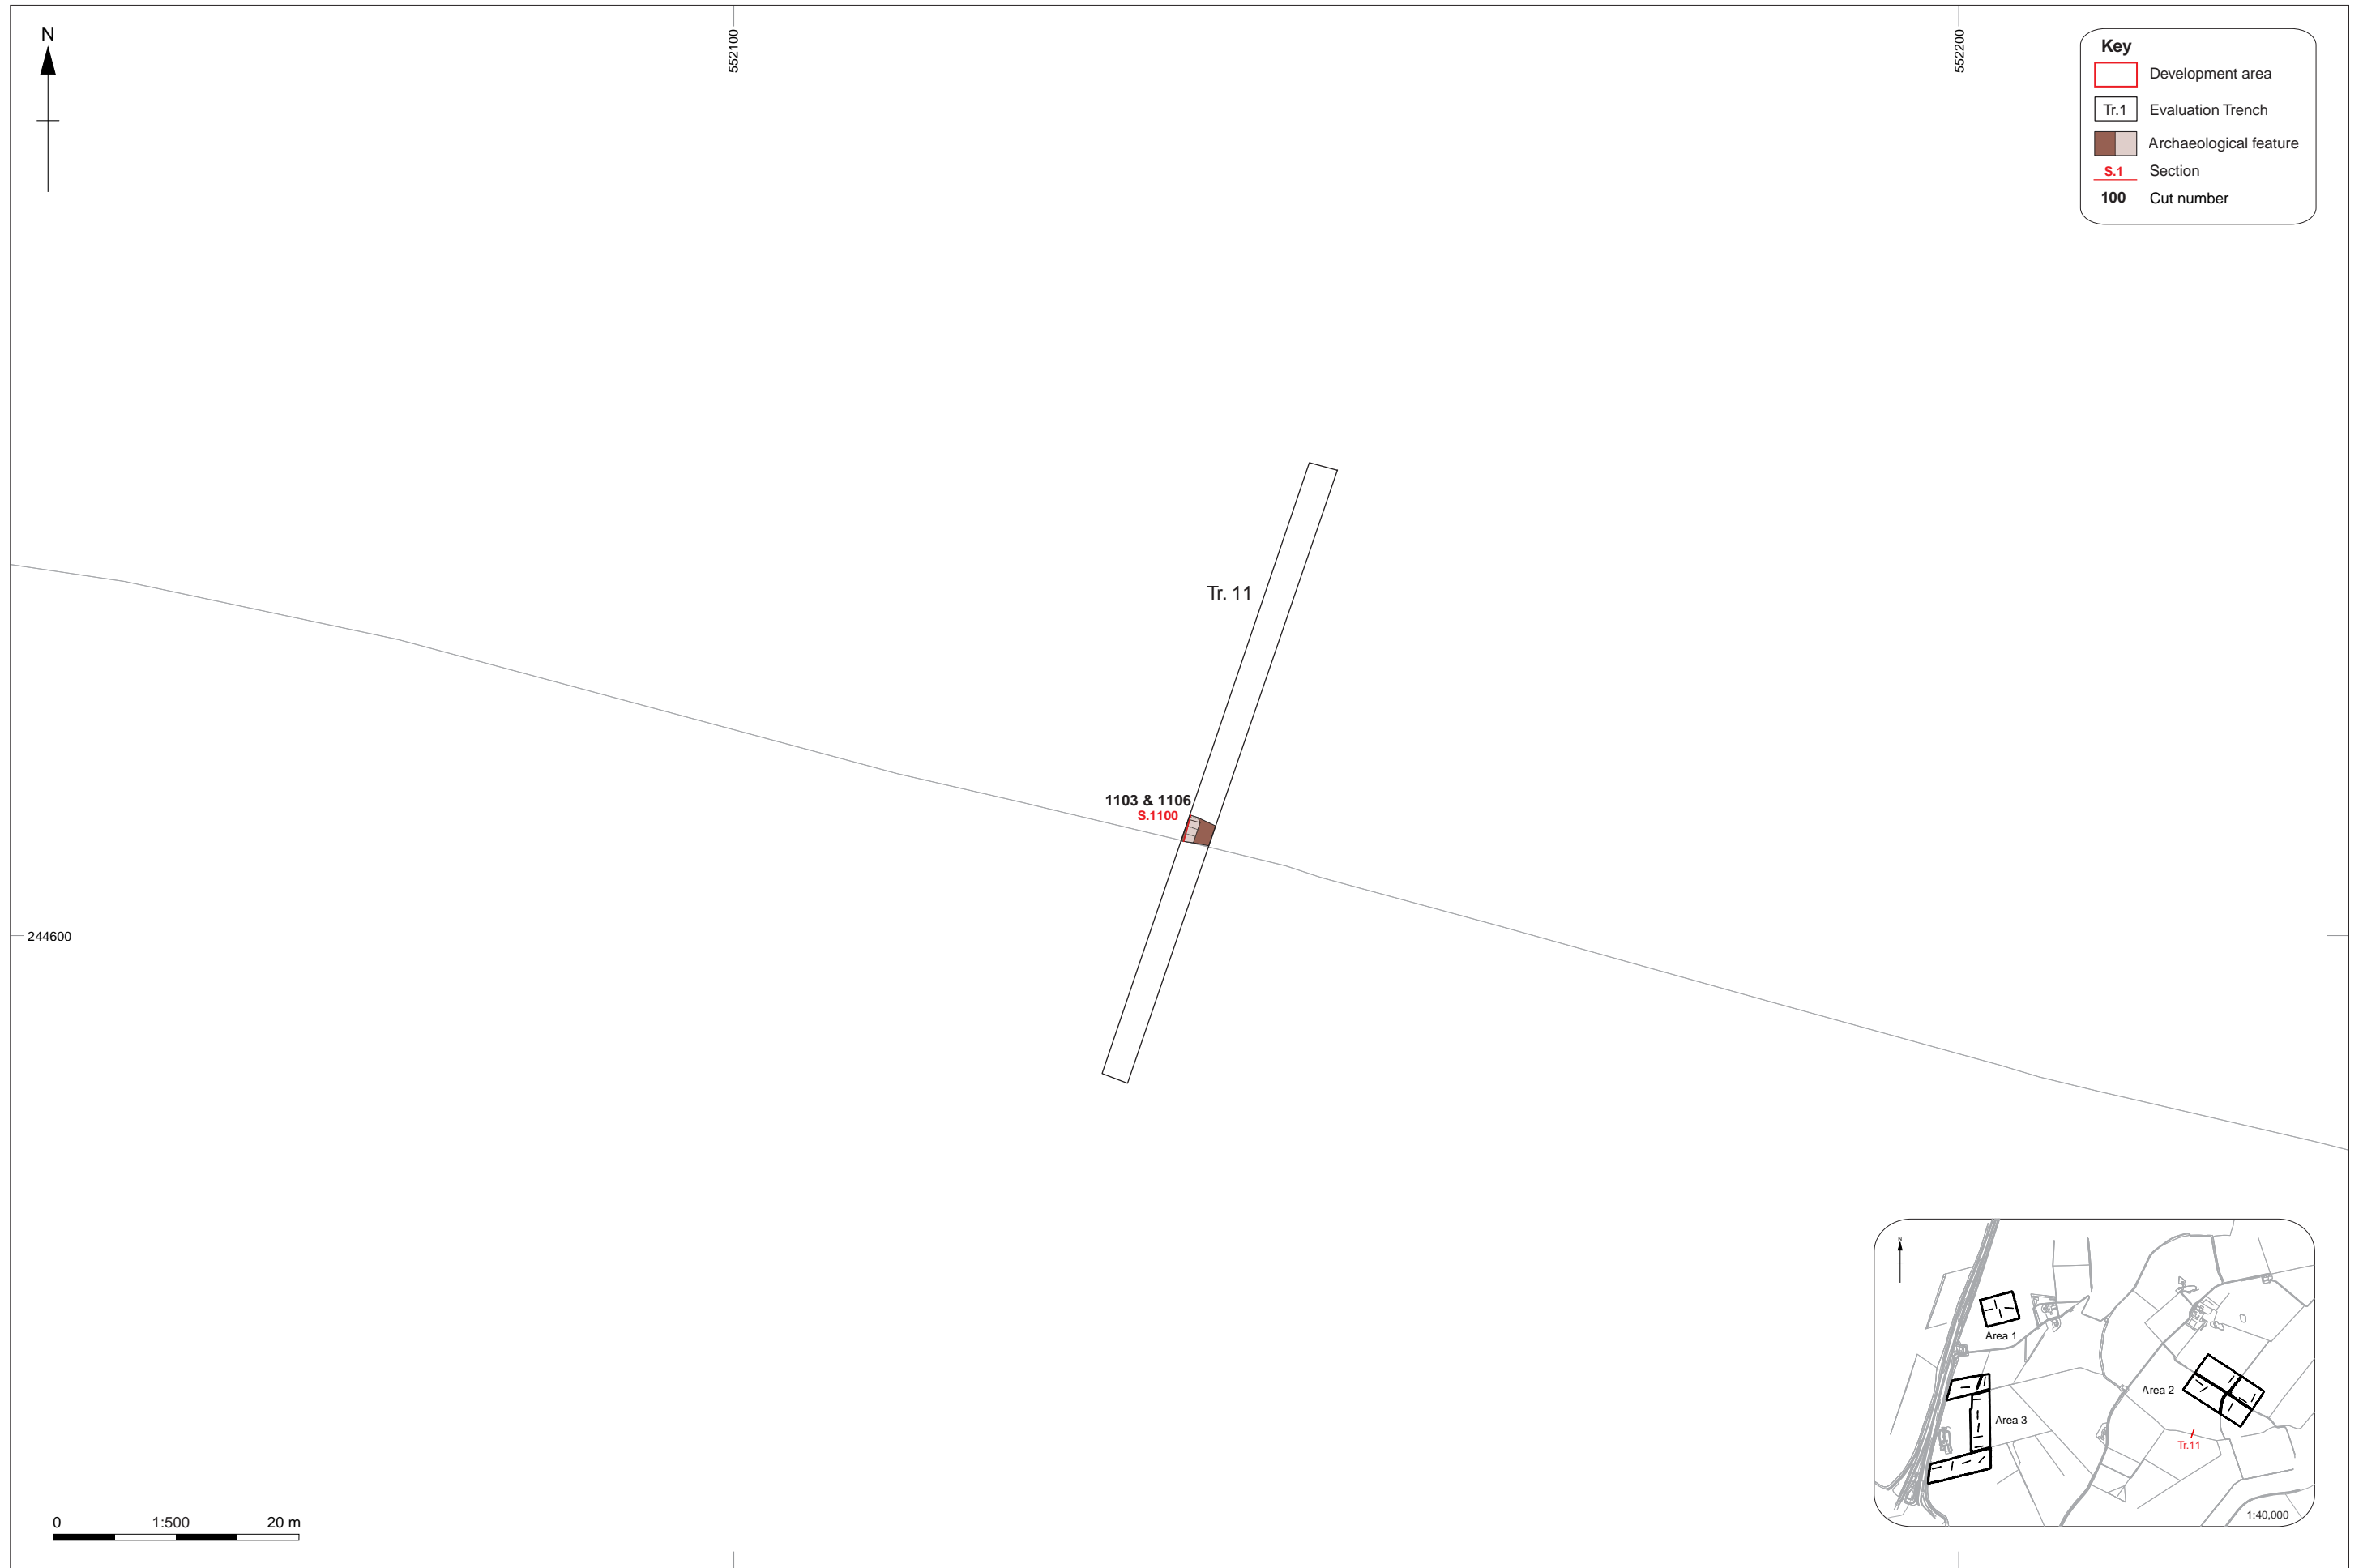 N
552100
552200
Key
Development area
Tr.1 Evaluation Trench
Archaeological feature
S.1 Section
100 Cut number
Tr. 11
1103 & 1106
S.1100
244600
N
Area 1
Area 2
Area 3
Tr.11
1:40,000
0 1:500 20 m